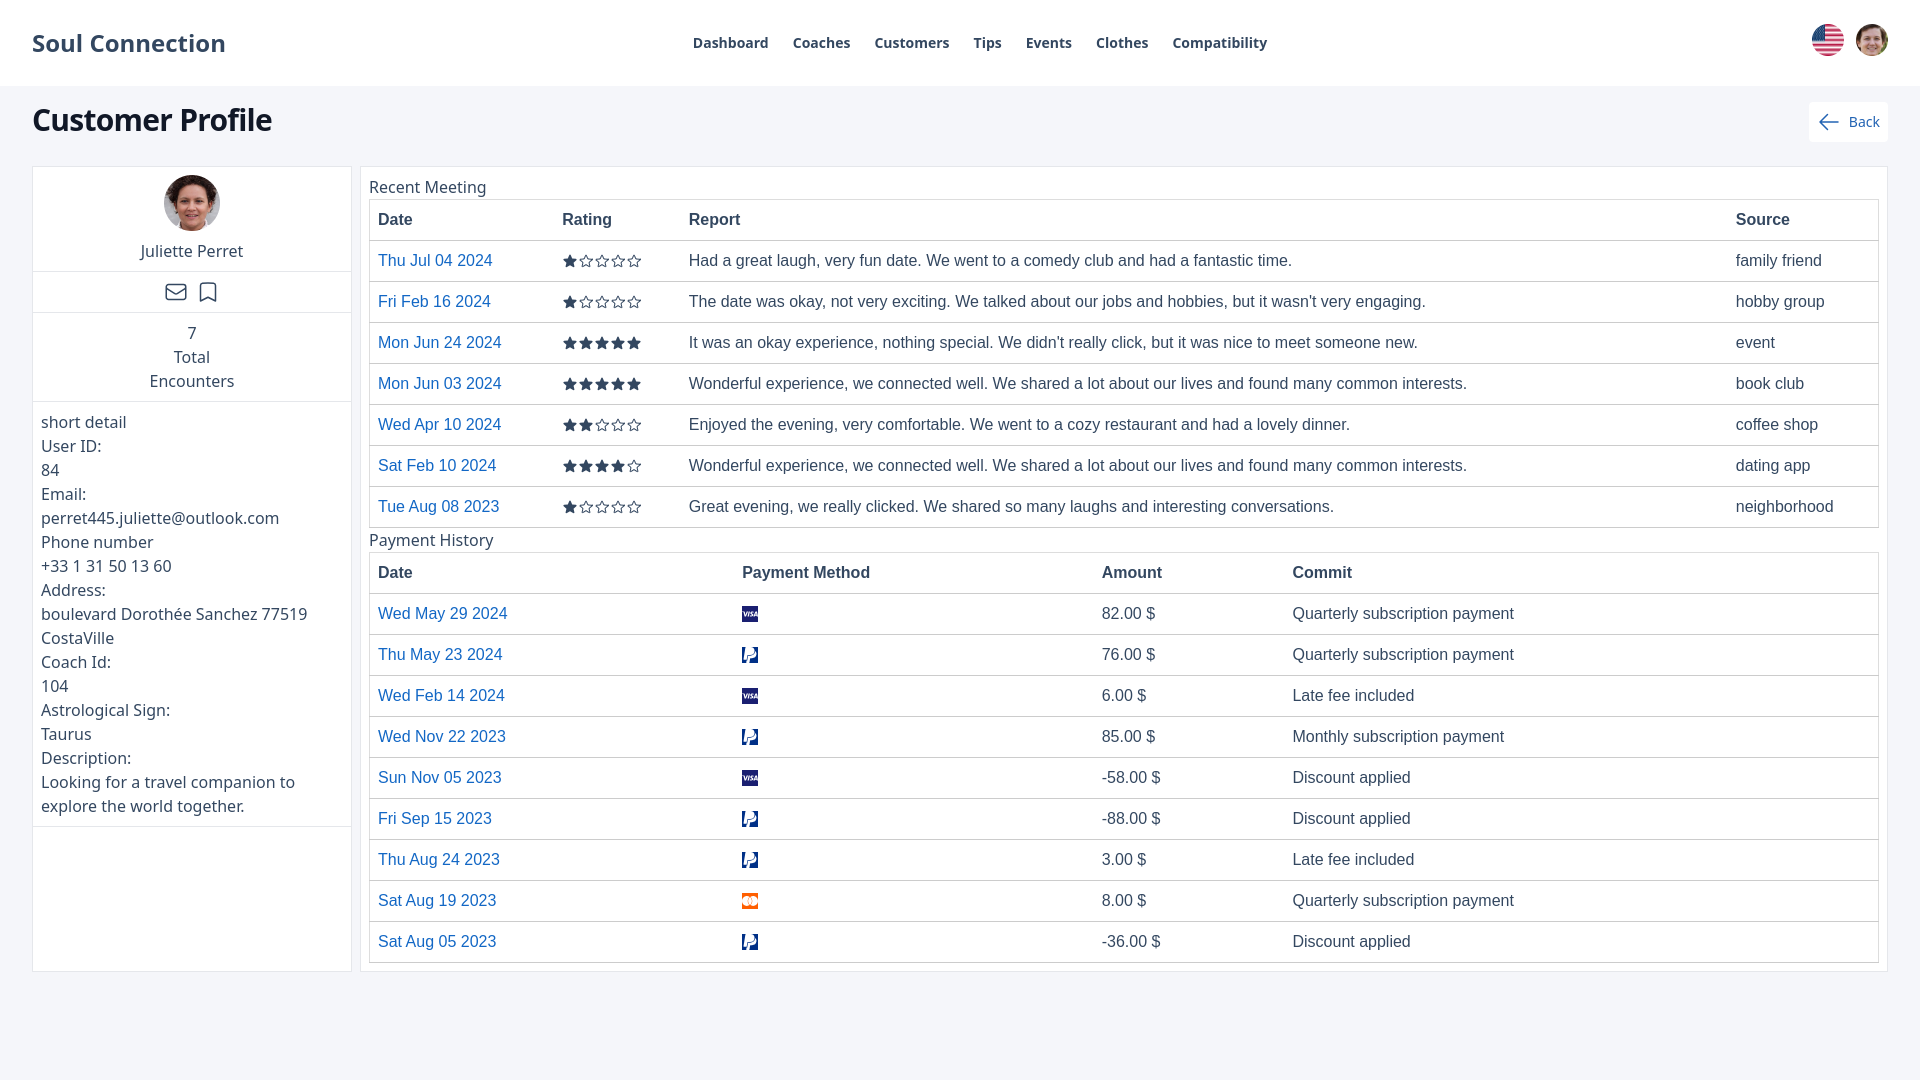 Soul Connection
Dashboard Coaches Customers Tips Events Clothes Compatibility
Customer Profile
Back
Juliette Perret
7
Total
Encounters
short detail
User ID:
84
Email:
perret445.juliette@outlook.com
Phone number
+33 1 31 50 13 60
Address:
boulevard Dorothée Sanchez 77519
CostaVille
Coach Id:
104
Astrological Sign:
Taurus
Description:
Looking for a travel companion to
explore the world together.
Recent Meeting
Date Rating Report Source
Thu Jul 04 2024 Had a great laugh, very fun date. We went to a comedy club and had a fantastic time. family friend
Fri Feb 16 2024 The date was okay, not very exciting. We talked about our jobs and hobbies, but it wasn't very engaging. hobby group
Mon Jun 24 2024 It was an okay experience, nothing special. We didn't really click, but it was nice to meet someone new. event
Mon Jun 03 2024 Wonderful experience, we connected well. We shared a lot about our lives and found many common interests. book club
Wed Apr 10 2024 Enjoyed the evening, very comfortable. We went to a cozy restaurant and had a lovely dinner. coffee shop
Sat Feb 10 2024 Wonderful experience, we connected well. We shared a lot about our lives and found many common interests. dating app
Tue Aug 08 2023 Great evening, we really clicked. We shared so many laughs and interesting conversations. neighborhood
Payment History
Date Payment Method Amount Commit
Wed May 29 2024 VISA 82.00 $ Quarterly subscription payment
Thu May 23 2024 76.00 $ Quarterly subscription payment
Wed Feb 14 2024 VISA 6.00 $ Late fee included
Wed Nov 22 2023 85.00 $ Monthly subscription payment
Sun Nov 05 2023 VISA -58.00 $ Discount applied
Fri Sep 15 2023 -88.00 $ Discount applied
Thu Aug 24 2023 3.00 $ Late fee included
Sat Aug 19 2023 8.00 $ Quarterly subscription payment
Sat Aug 05 2023 -36.00 $ Discount applied